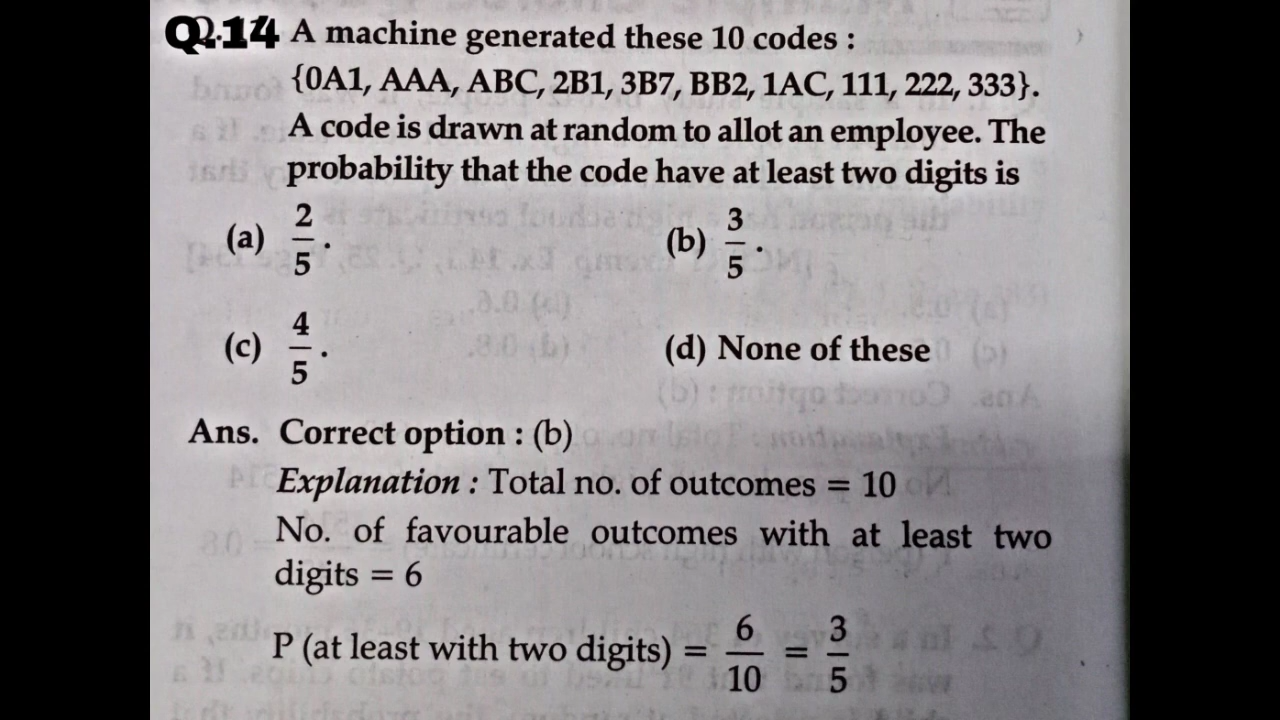 Q.14 A machine generated these 10 codes :
{0A1, AAA, ABC, 2B1, 3B7, BB2, 1AC, 111, 222, 333}.
A code is drawn at random to allot an employee. The
probability that the code have at least two digits is
(a) 2/5 . (b) 3/5 .
(c) 4/5 . (d) None of these
Ans. Correct option : (b)
Explanation : Total no. of outcomes = 10
No. of favourable outcomes with at least two
digits = 6
P (at least with two digits) = 6/10 = 3/5